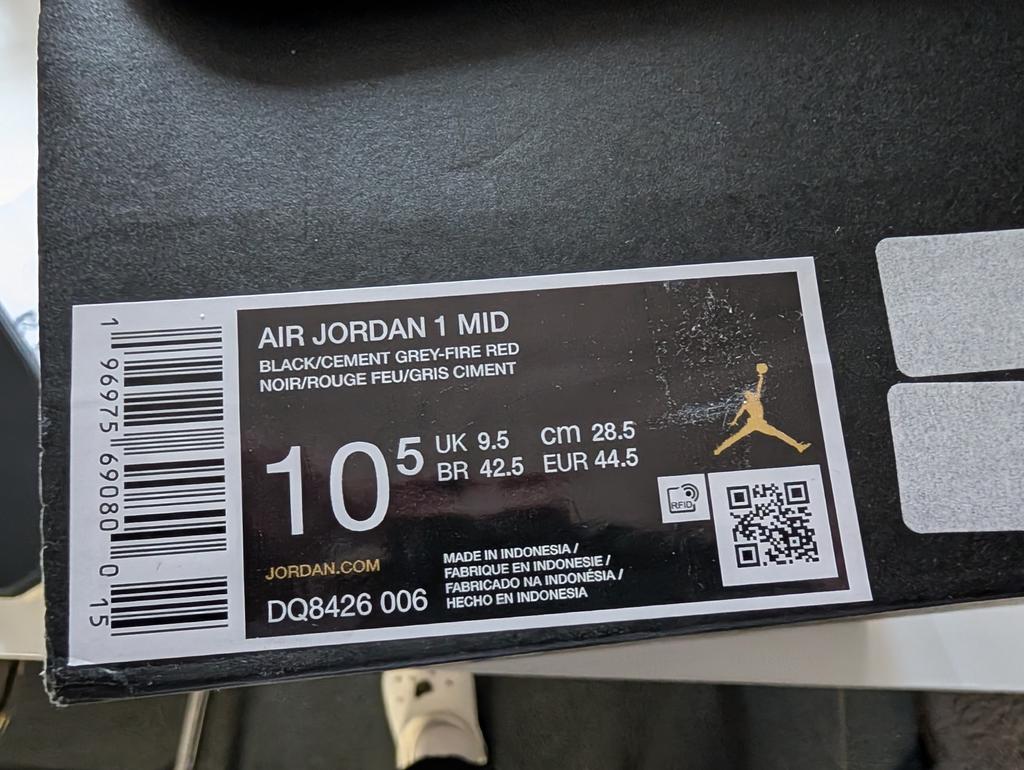 AIR JORDAN 1 MID
BLACK/CEMENT GREY-FIRE RED
NOIR/ROUGE FEU/GRIS CIMENT
10 5
UK 9.5 cm 28.5
BR 42.5 EUR 44.5
RFID
JORDAN.COM
DQ8426 006
MADE IN INDONESIA /
FABRIQUE EN INDONESIE /
FABRICADO NA INDONÉSIA /
HECHO EN INDONESIA
1 96975 69080 0 15